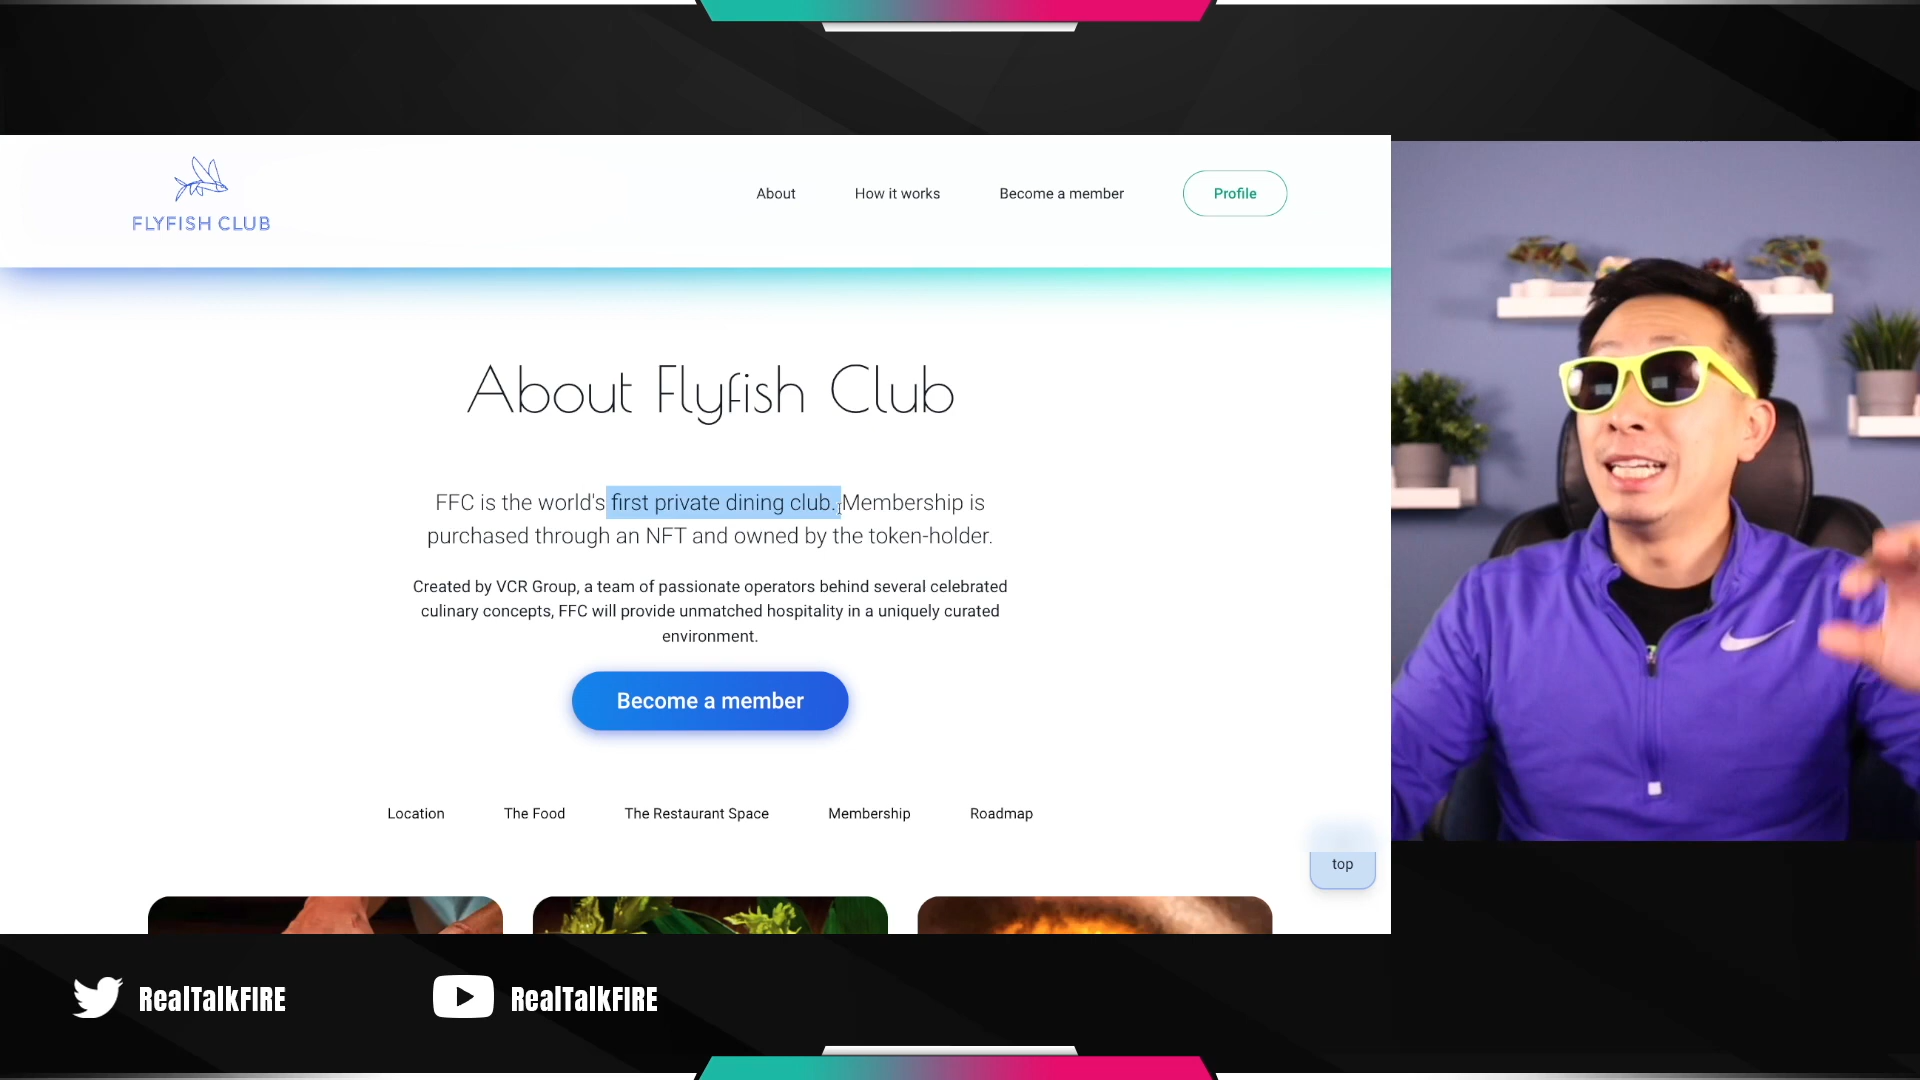 FLYFISH CLUB
About
How it works
Become a member
Profile
About Flyfish Club
FFC is the world's first private dining club. Membership is
purchased through an NFT and owned by the token-holder.
Created by VCR Group, a team of passionate operators behind several celebrated
culinary concepts, FFC will provide unmatched hospitality in a uniquely curated
environment.
Become a member
Location
The Food
The Restaurant Space
Membership
Roadmap
top
RealTalkFIRE
RealTalkFIRE